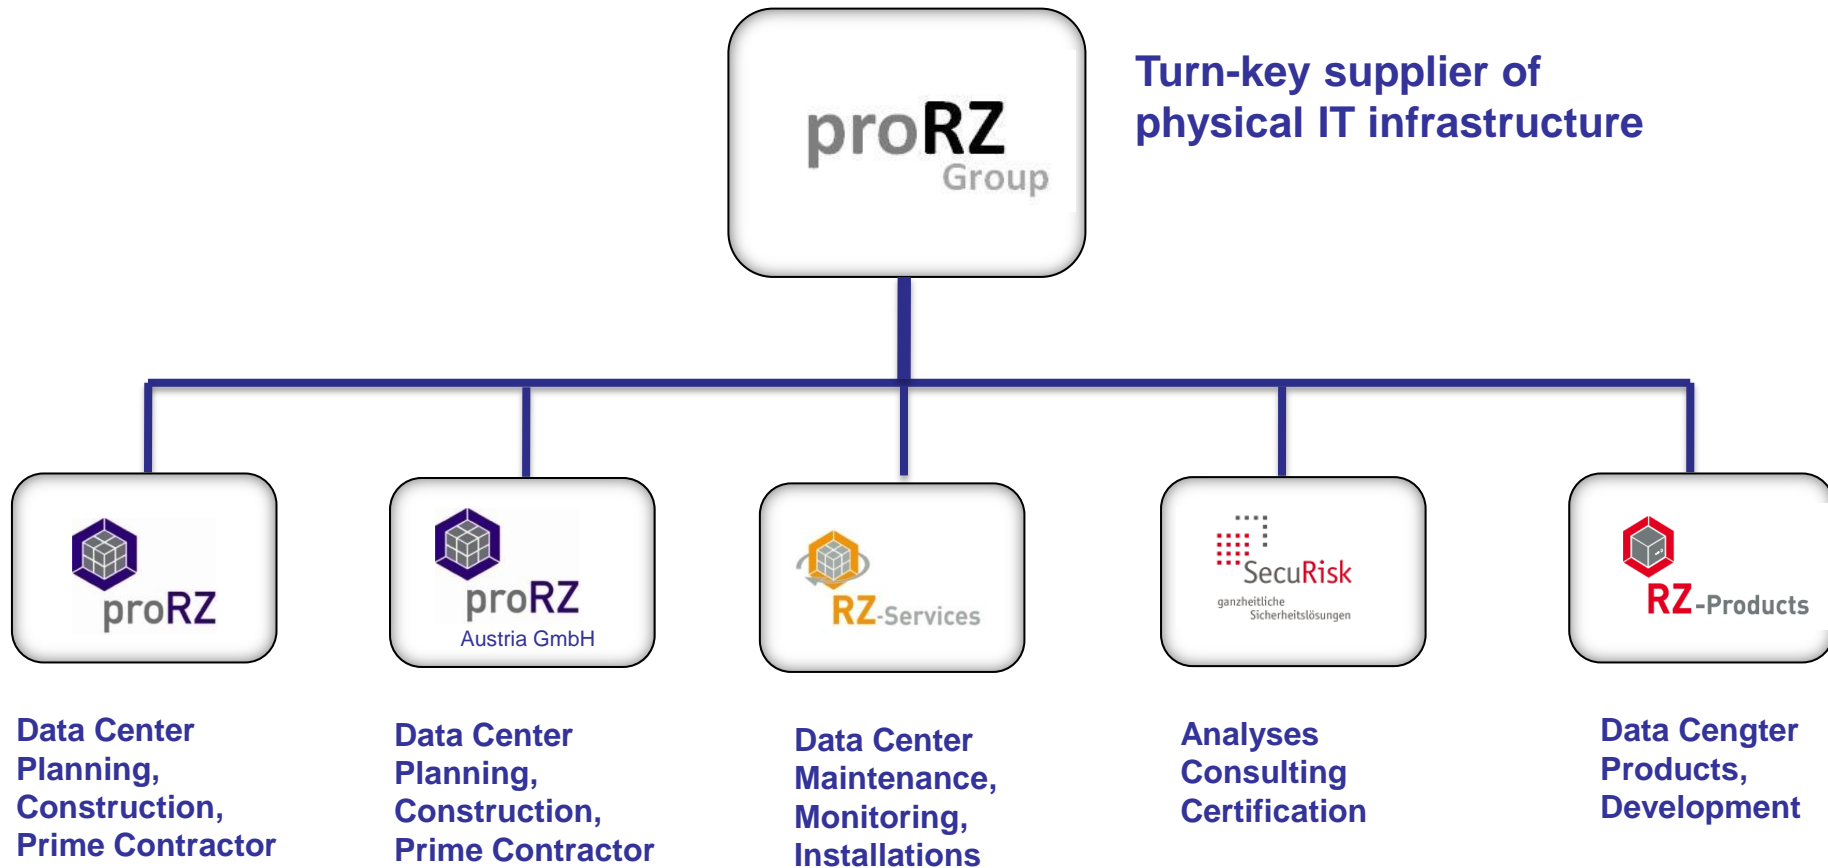 proRZ
Group
Turn-key supplier of
physical IT infrastructure
proRZ
proRZ
Austria GmbH
RZ-Services
SecuRisk
ganzheitliche
Sicherheitslösungen
RZ-Products
Data Center
Planning,
Construction,
Prime Contractor
Data Center
Planning,
Construction,
Prime Contractor
Data Center
Maintenance,
Monitoring,
Installations
Analyses
Consulting
Certification
Data Cengter
Products,
Development